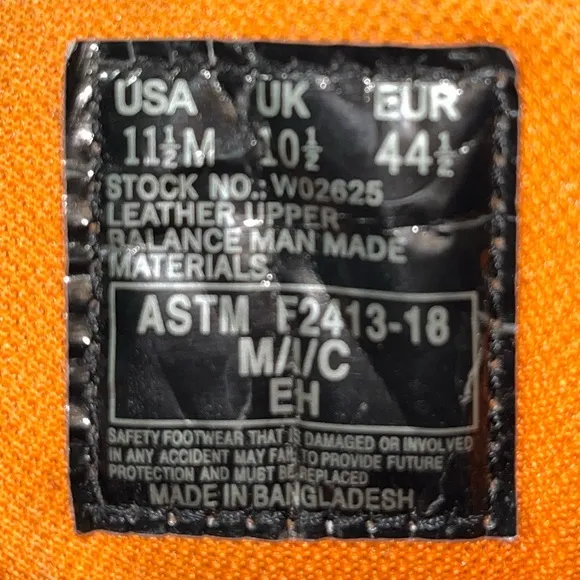 USA UK EUR
11½M 10½ 44½
STOCK NO.: W02625
LEATHER UPPER
BALANCE MAN MADE
MATERIALS
ASTM F2413-18
M/I/C
EH
SAFETY FOOTWEAR THAT IS DAMAGED OR INVOLVED
IN ANY ACCIDENT MAY FAIL TO PROVIDE FUTURE
PROTECTION AND MUST BE REPLACED
MADE IN BANGLADESH